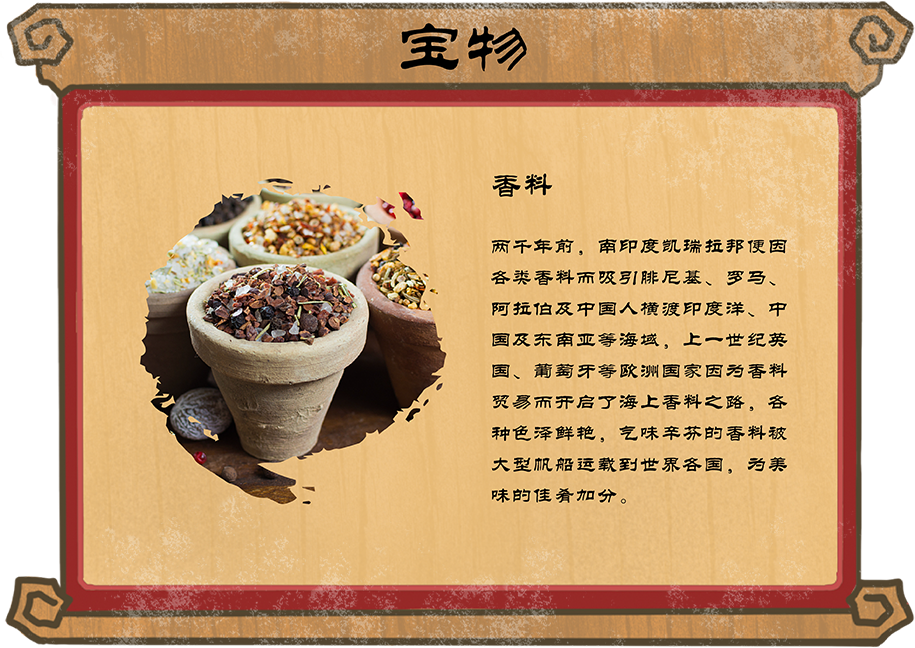 宝物
香料
两千年前，南印度凯瑞拉邦便因
各类香料而吸引腓尼基、罗马、
阿拉伯及中国人横渡印度洋、中
国及东南亚等海域，上一世纪英
国、葡萄牙等欧洲国家因为香料
贸易而开启了海上香料之路，各
种色泽鲜艳，气味辛芬的香料被
大型帆船运载到世界各国，为美
味的佳肴加分。